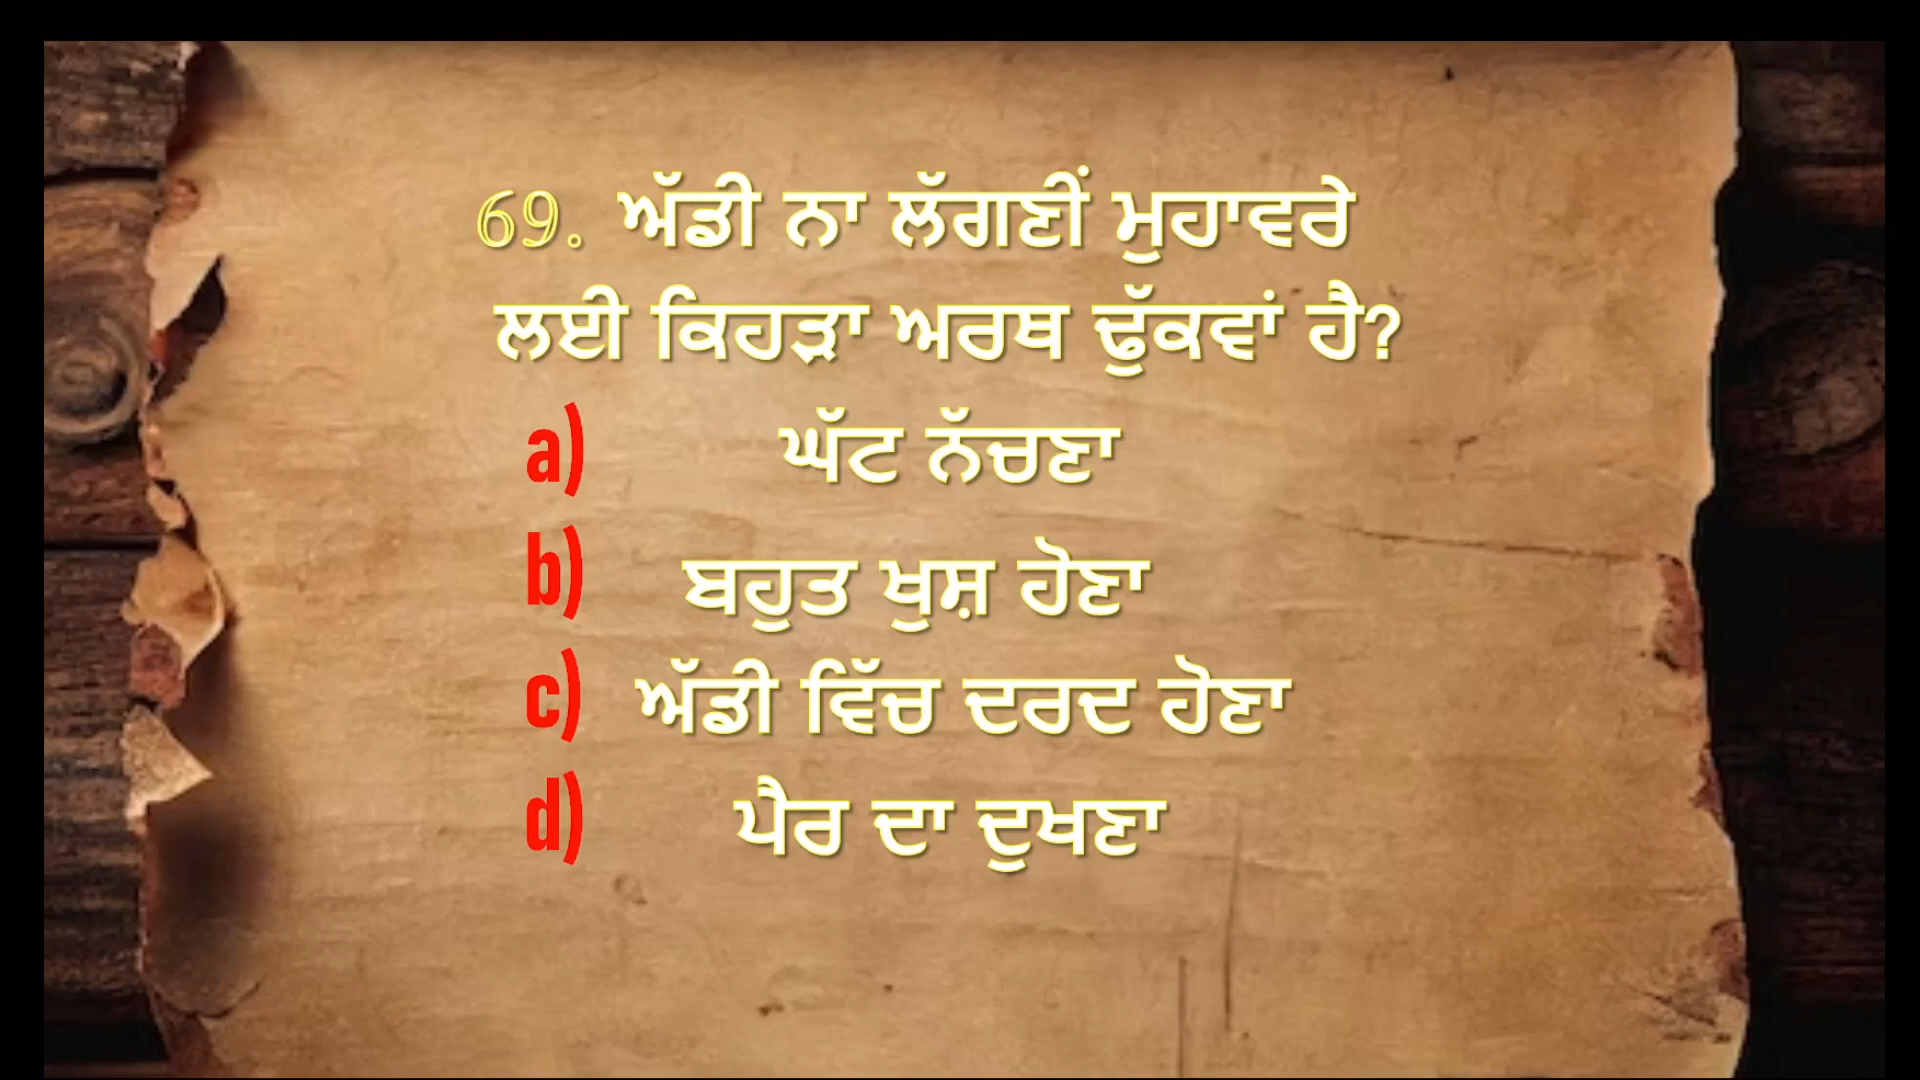 69. ਅੱਡੀ ਨਾ ਲੱਗਣੀਂ ਮੁਹਾਵਰੇ
ਲਈ ਕਿਹੜਾ ਅਰਥ ਢੁੱਕਵਾਂ ਹੈ?
a) ਘੱਟ ਨੱਚਣਾ
b) ਬਹੁਤ ਖੁਸ਼ ਹੋਣਾ
c) ਅੱਡੀ ਵਿੱਚ ਦਰਦ ਹੋਣਾ
d) ਪੈਰ ਦਾ ਦੁਖਣਾ